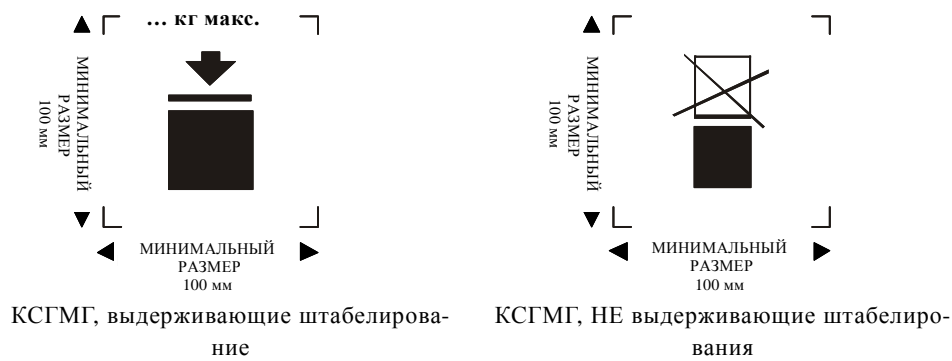 ... кг макс.
МИНИМАЛЬНЫЙ
РАЗМЕР
100 мм
МИНИМАЛЬНЫЙ
РАЗМЕР
100 мм
КСГМГ, выдерживающие штабелирова-
ние
МИНИМАЛЬНЫЙ
РАЗМЕР
100 мм
МИНИМАЛЬНЫЙ
РАЗМЕР
100 мм
КСГМГ, НЕ выдерживающие штабелиро-
вания